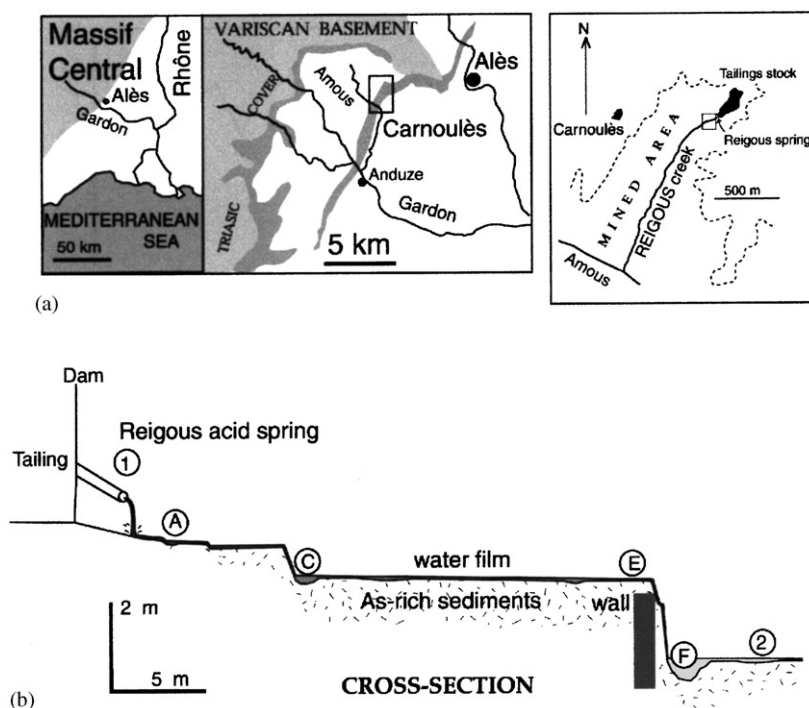 Massif
Central
Rhône
Alès
Gardon
MEDITERRANEAN
SEA
50 km
VARISCAN BASEMENT
Alès
COVER
Amous
Carnoulès
Anduze
Gardon
TRIASIC
5 km
N
Tailings stock
Carnoulès
Reigous spring
MINED AREA
REIGOUS creek
500 m
Amous
(a)
Dam
Reigous acid spring
Tailing
1
A
C
water film
E
As-rich sediments
wall
2 m
F
2
5 m
CROSS-SECTION
(b)